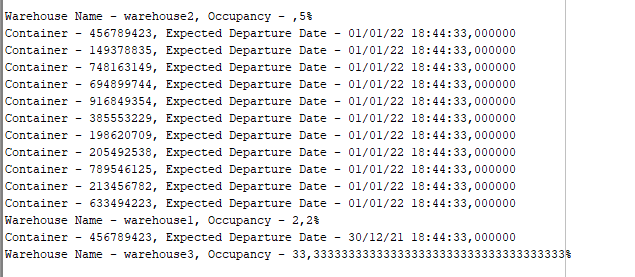 Warehouse Name - warehouse2, Occupancy - ,5%
Container - 456789423, Expected Departure Date - 01/01/22 18:44:33,000000
Container - 149378835, Expected Departure Date - 01/01/22 18:44:33,000000
Container - 748163149, Expected Departure Date - 01/01/22 18:44:33,000000
Container - 694899744, Expected Departure Date - 01/01/22 18:44:33,000000
Container - 916849354, Expected Departure Date - 01/01/22 18:44:33,000000
Container - 385553229, Expected Departure Date - 01/01/22 18:44:33,000000
Container - 198620709, Expected Departure Date - 01/01/22 18:44:33,000000
Container - 205492538, Expected Departure Date - 01/01/22 18:44:33,000000
Container - 789546125, Expected Departure Date - 01/01/22 18:44:33,000000
Container - 213456782, Expected Departure Date - 01/01/22 18:44:33,000000
Container - 633494223, Expected Departure Date - 01/01/22 18:44:33,000000
Warehouse Name - warehouse1, Occupancy - 2,2%
Container - 456789423, Expected Departure Date - 30/12/21 18:44:33,000000
Warehouse Name - warehouse3, Occupancy - 33,333333333333333333333333333333333333%